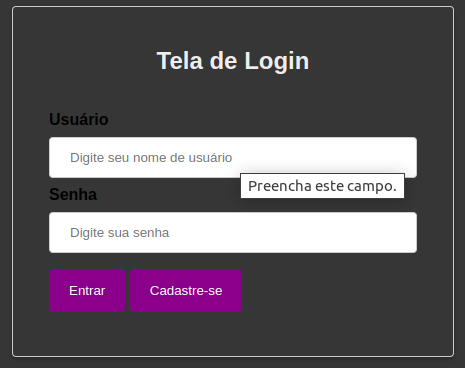 Tela de Login
Usuário
Digite seu nome de usuário
Preencha este campo.
Senha
Digite sua senha
Entrar
Cadastre-se